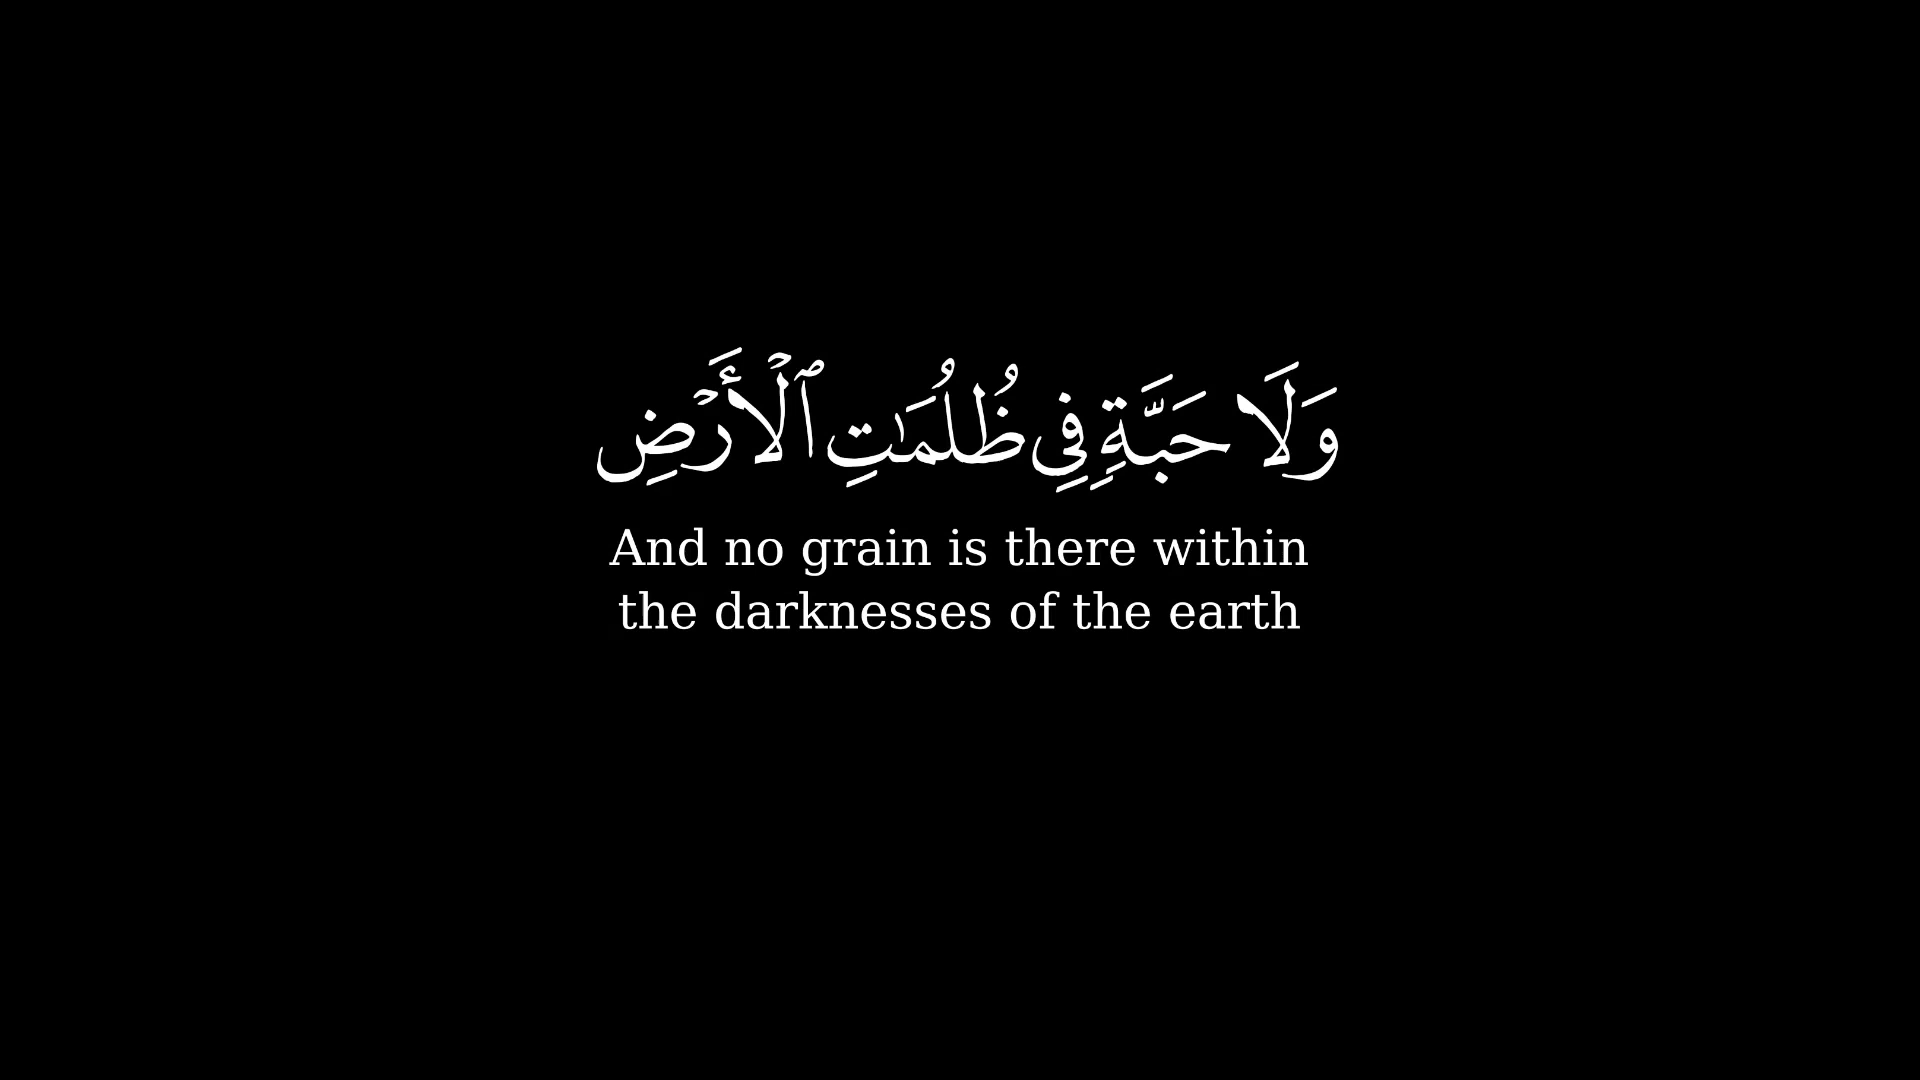 وَلَا حَبَّةٍ فِى ظُلُمَـٰتِ ٱلْأَرْضِ
And no grain is there within
the darknesses of the earth